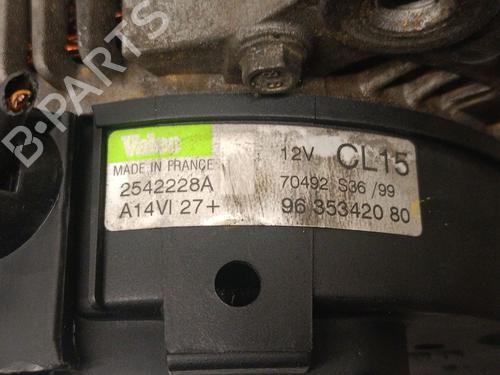 Valeo
MADE IN FRANCE
2542228A
A14VI 27+
12V CL15
70492 S36 /99
96 353420 80
B-PARTS